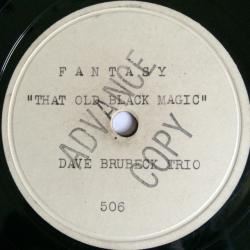 FANTASY
"THAT OLD BLACK MAGIC"
ADVANCE
COPY
DAVE BRUBECK TRIO
506